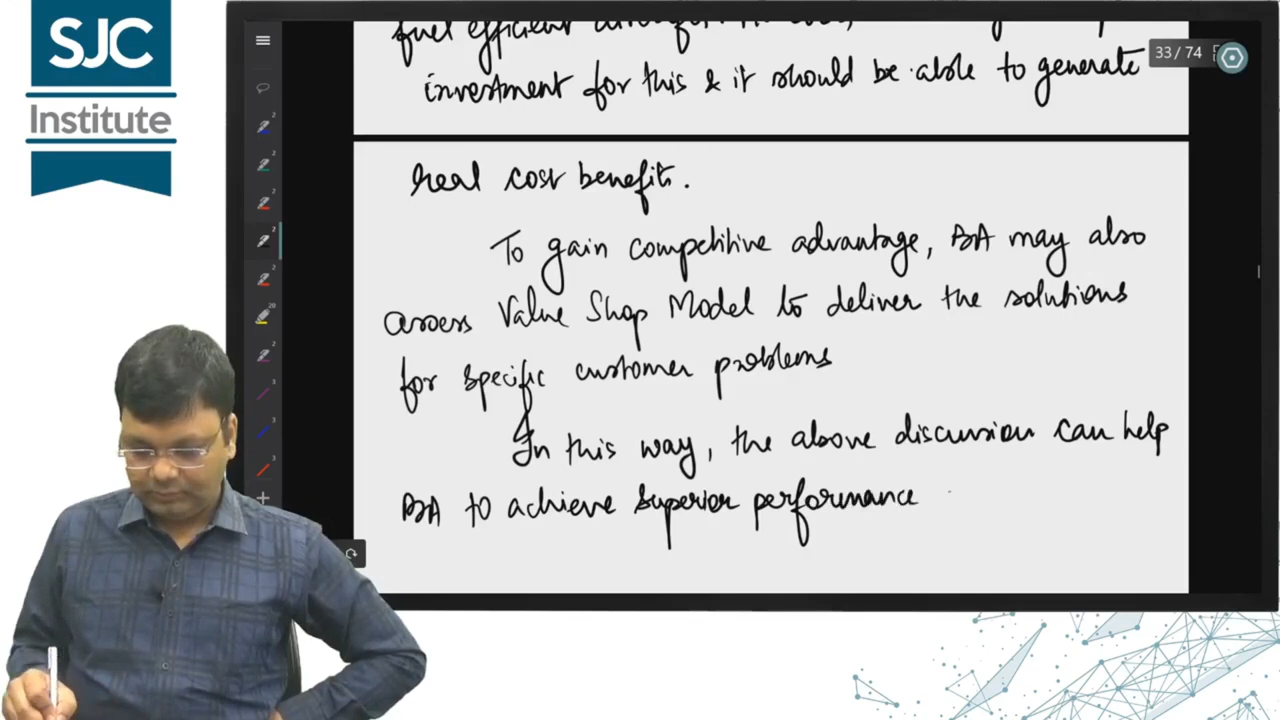 SJC
Institute
33 / 74
fuel efficient
investment for this & it should be able to generate
real cost benefit.
To gain competitive advantage, BA may also
assess Value Shop Model to deliver the solutions
for specific customer problems
In this way, the above discussion can help
BA to achieve superior performance